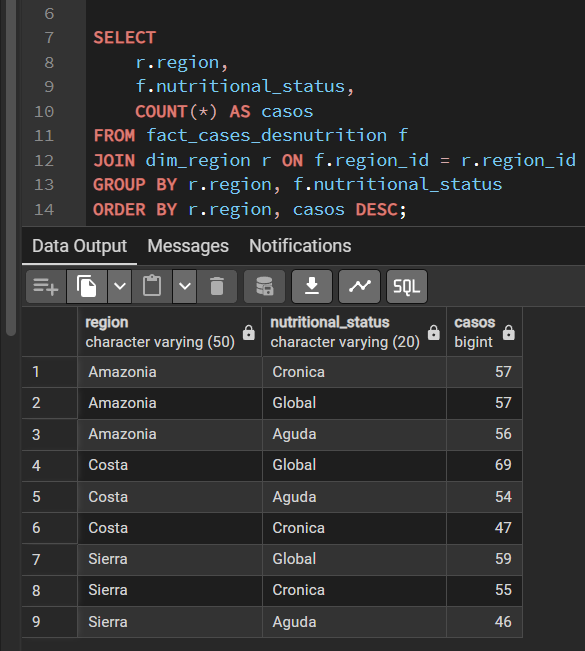 6
7 SELECT
8 r.region,
9 f.nutritional_status,
10 COUNT(*) AS casos
11 FROM fact_cases_desnutrition f
12 JOIN dim_region r ON f.region_id = r.region_id
13 GROUP BY r.region, f.nutritional_status
14 ORDER BY r.region, casos DESC;
Data Output Messages Notifications
SQL
region nutritional_status casos
character varying (50) character varying (20) bigint
1 Amazonia Cronica 57
2 Amazonia Global 57
3 Amazonia Aguda 56
4 Costa Global 69
5 Costa Aguda 54
6 Costa Cronica 47
7 Sierra Global 59
8 Sierra Cronica 55
9 Sierra Aguda 46